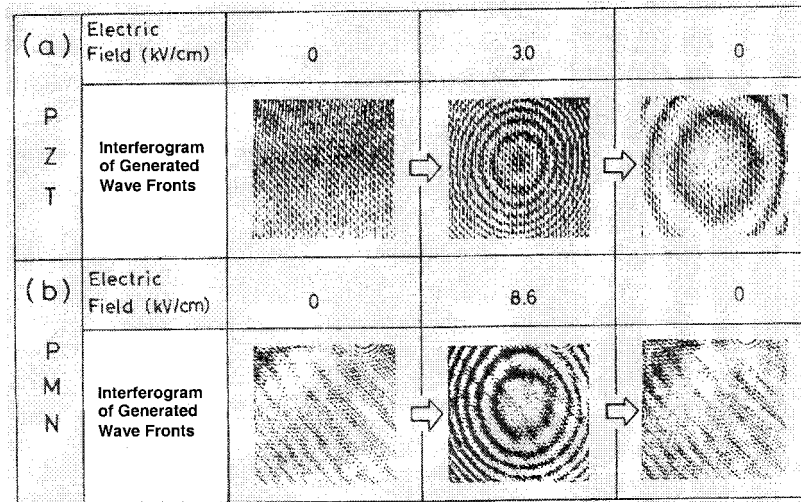 (a)
Electric
Field (kV/cm)
0
3.0
0
P
Z
T
Interferogram
of Generated
Wave Fronts
(b)
Electric
Field (kV/cm)
0
8.6
0
P
M
N
Interferogram
of Generated
Wave Fronts